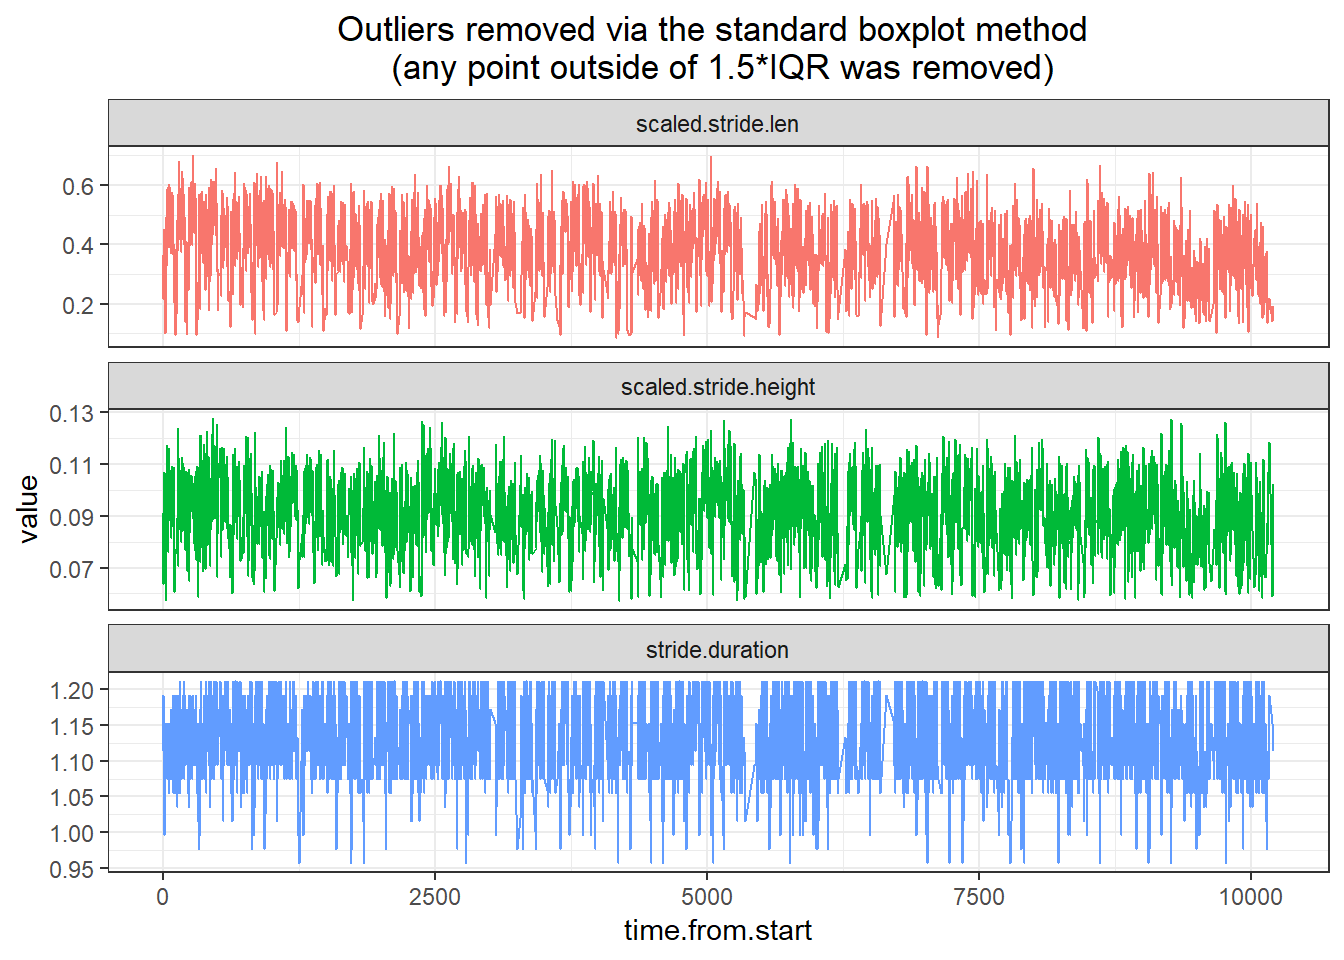 Outliers removed via the standard boxplot method
(any point outside of 1.5*IQR was removed)
scaled.stride.len
0.6
0.4
0.2
scaled.stride.height
0.13
0.11
0.09
0.07
value
stride.duration
1.20
1.15
1.10
1.05
1.00
0.95
0 2500 5000 7500 10000
time.from.start